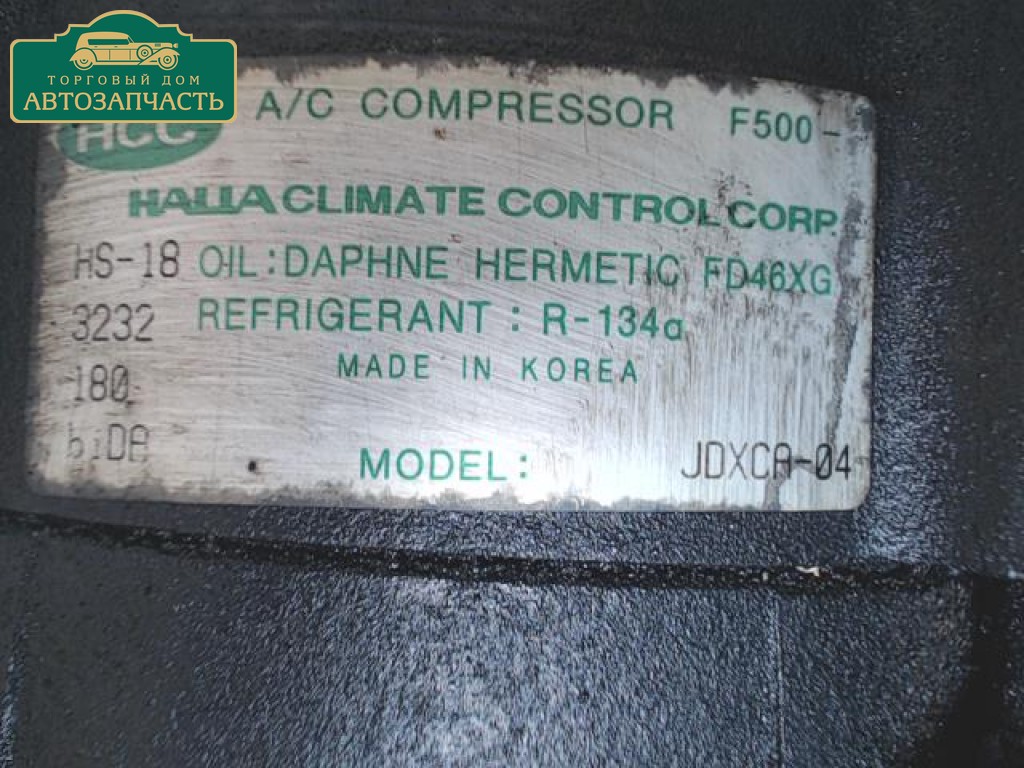 ТОРГОВЫЙ ДОМ
АВТОЗАПЧАСТЬ
HCC
A/C COMPRESSOR F500-
HALLA CLIMATE CONTROL CORP.
HS-18 OIL:DAPHNE HERMETIC FD46XG
3232 REFRIGERANT : R-134a
180
MADE IN KOREA
MODEL: JDXCA-04